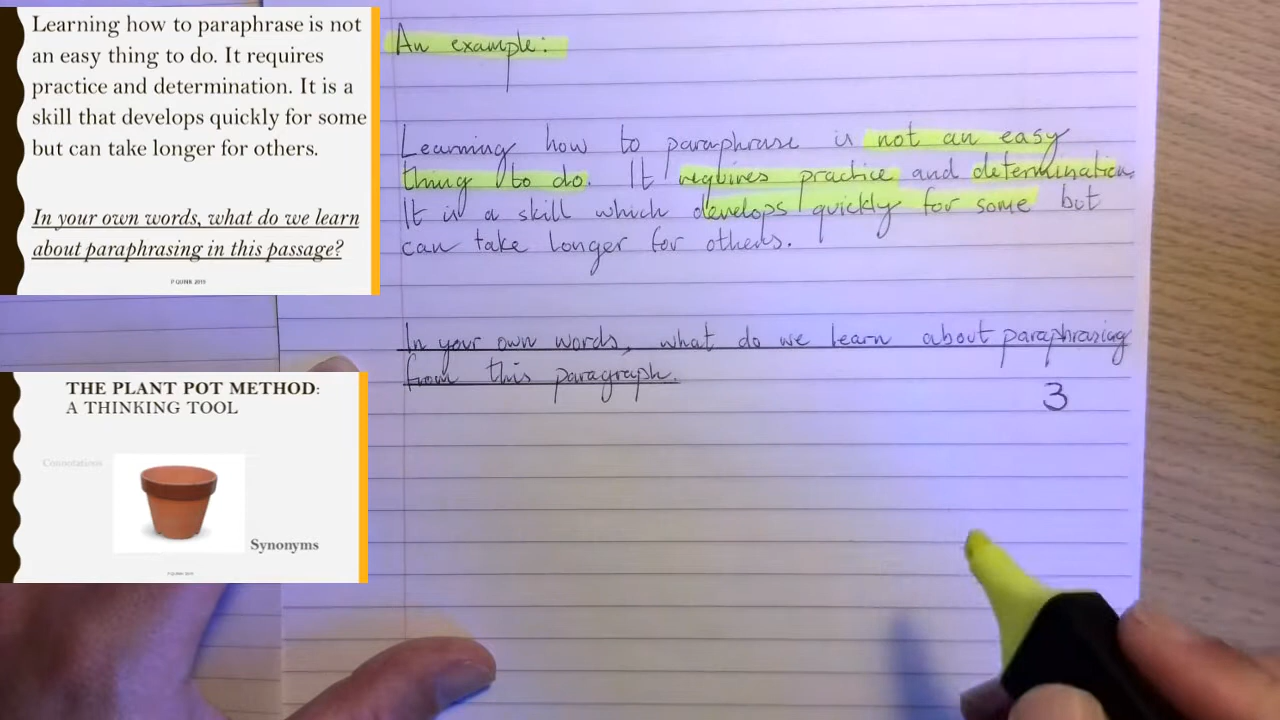 Learning how to paraphrase is not
an easy thing to do. It requires
practice and determination. It is a
skill that develops quickly for some
but can take longer for others.
In your own words, what do we learn
about paraphrasing in this passage?
P QUINN 2019
THE PLANT POT METHOD:
A THINKING TOOL
Connotations
Synonyms
P QUINN 2019
An example:
Learning how to paraphrase is not an easy
thing to do. It requires practice and determination.
It is a skill which develops quickly for some but
can take longer for others.
In your own words, what do we learn about paraphrasing
from this paragraph.
3